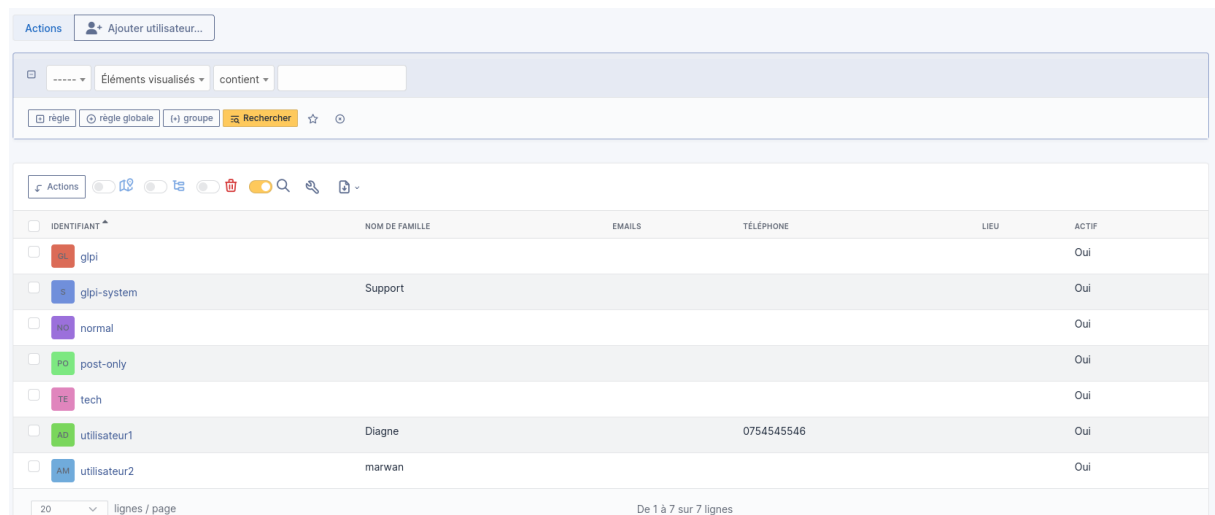 Actions Ajouter utilisateur...
----- Éléments visualisés contient
règle règle globale (+) groupe Rechercher
Actions
IDENTIFIANT NOM DE FAMILLE EMAILS TÉLÉPHONE LIEU ACTIF
GL glpi Oui
S glpi-system Support Oui
NO normal Oui
PO post-only Oui
TE tech Oui
AD utilisateur1 Diagne 0754545546 Oui
AM utilisateur2 marwan Oui
20 lignes / page De 1 à 7 sur 7 lignes